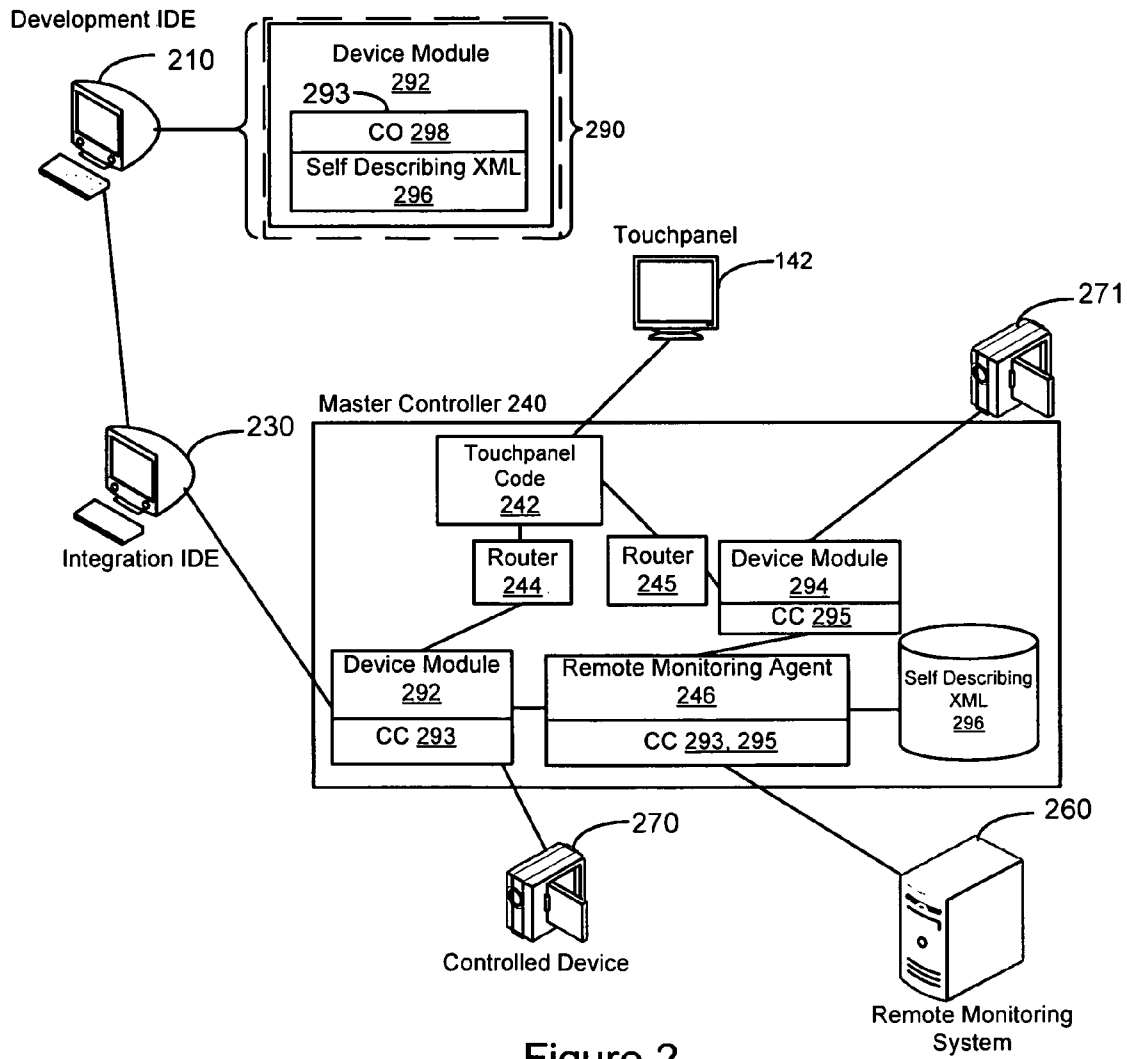 Development IDE
210
Device Module
292
293
CO 298
Self Describing XML
296
290
Touchpanel
142
271
230
Integration IDE
Master Controller 240
Touchpanel
Code
242
Router
244
Router
245
Device Module
294
CC 295
Device Module
292
CC 293
Remote Monitoring Agent
246
CC 293, 295
Self Describing
XML
296
270
Controlled Device
260
Remote Monitoring
System
Figure 2